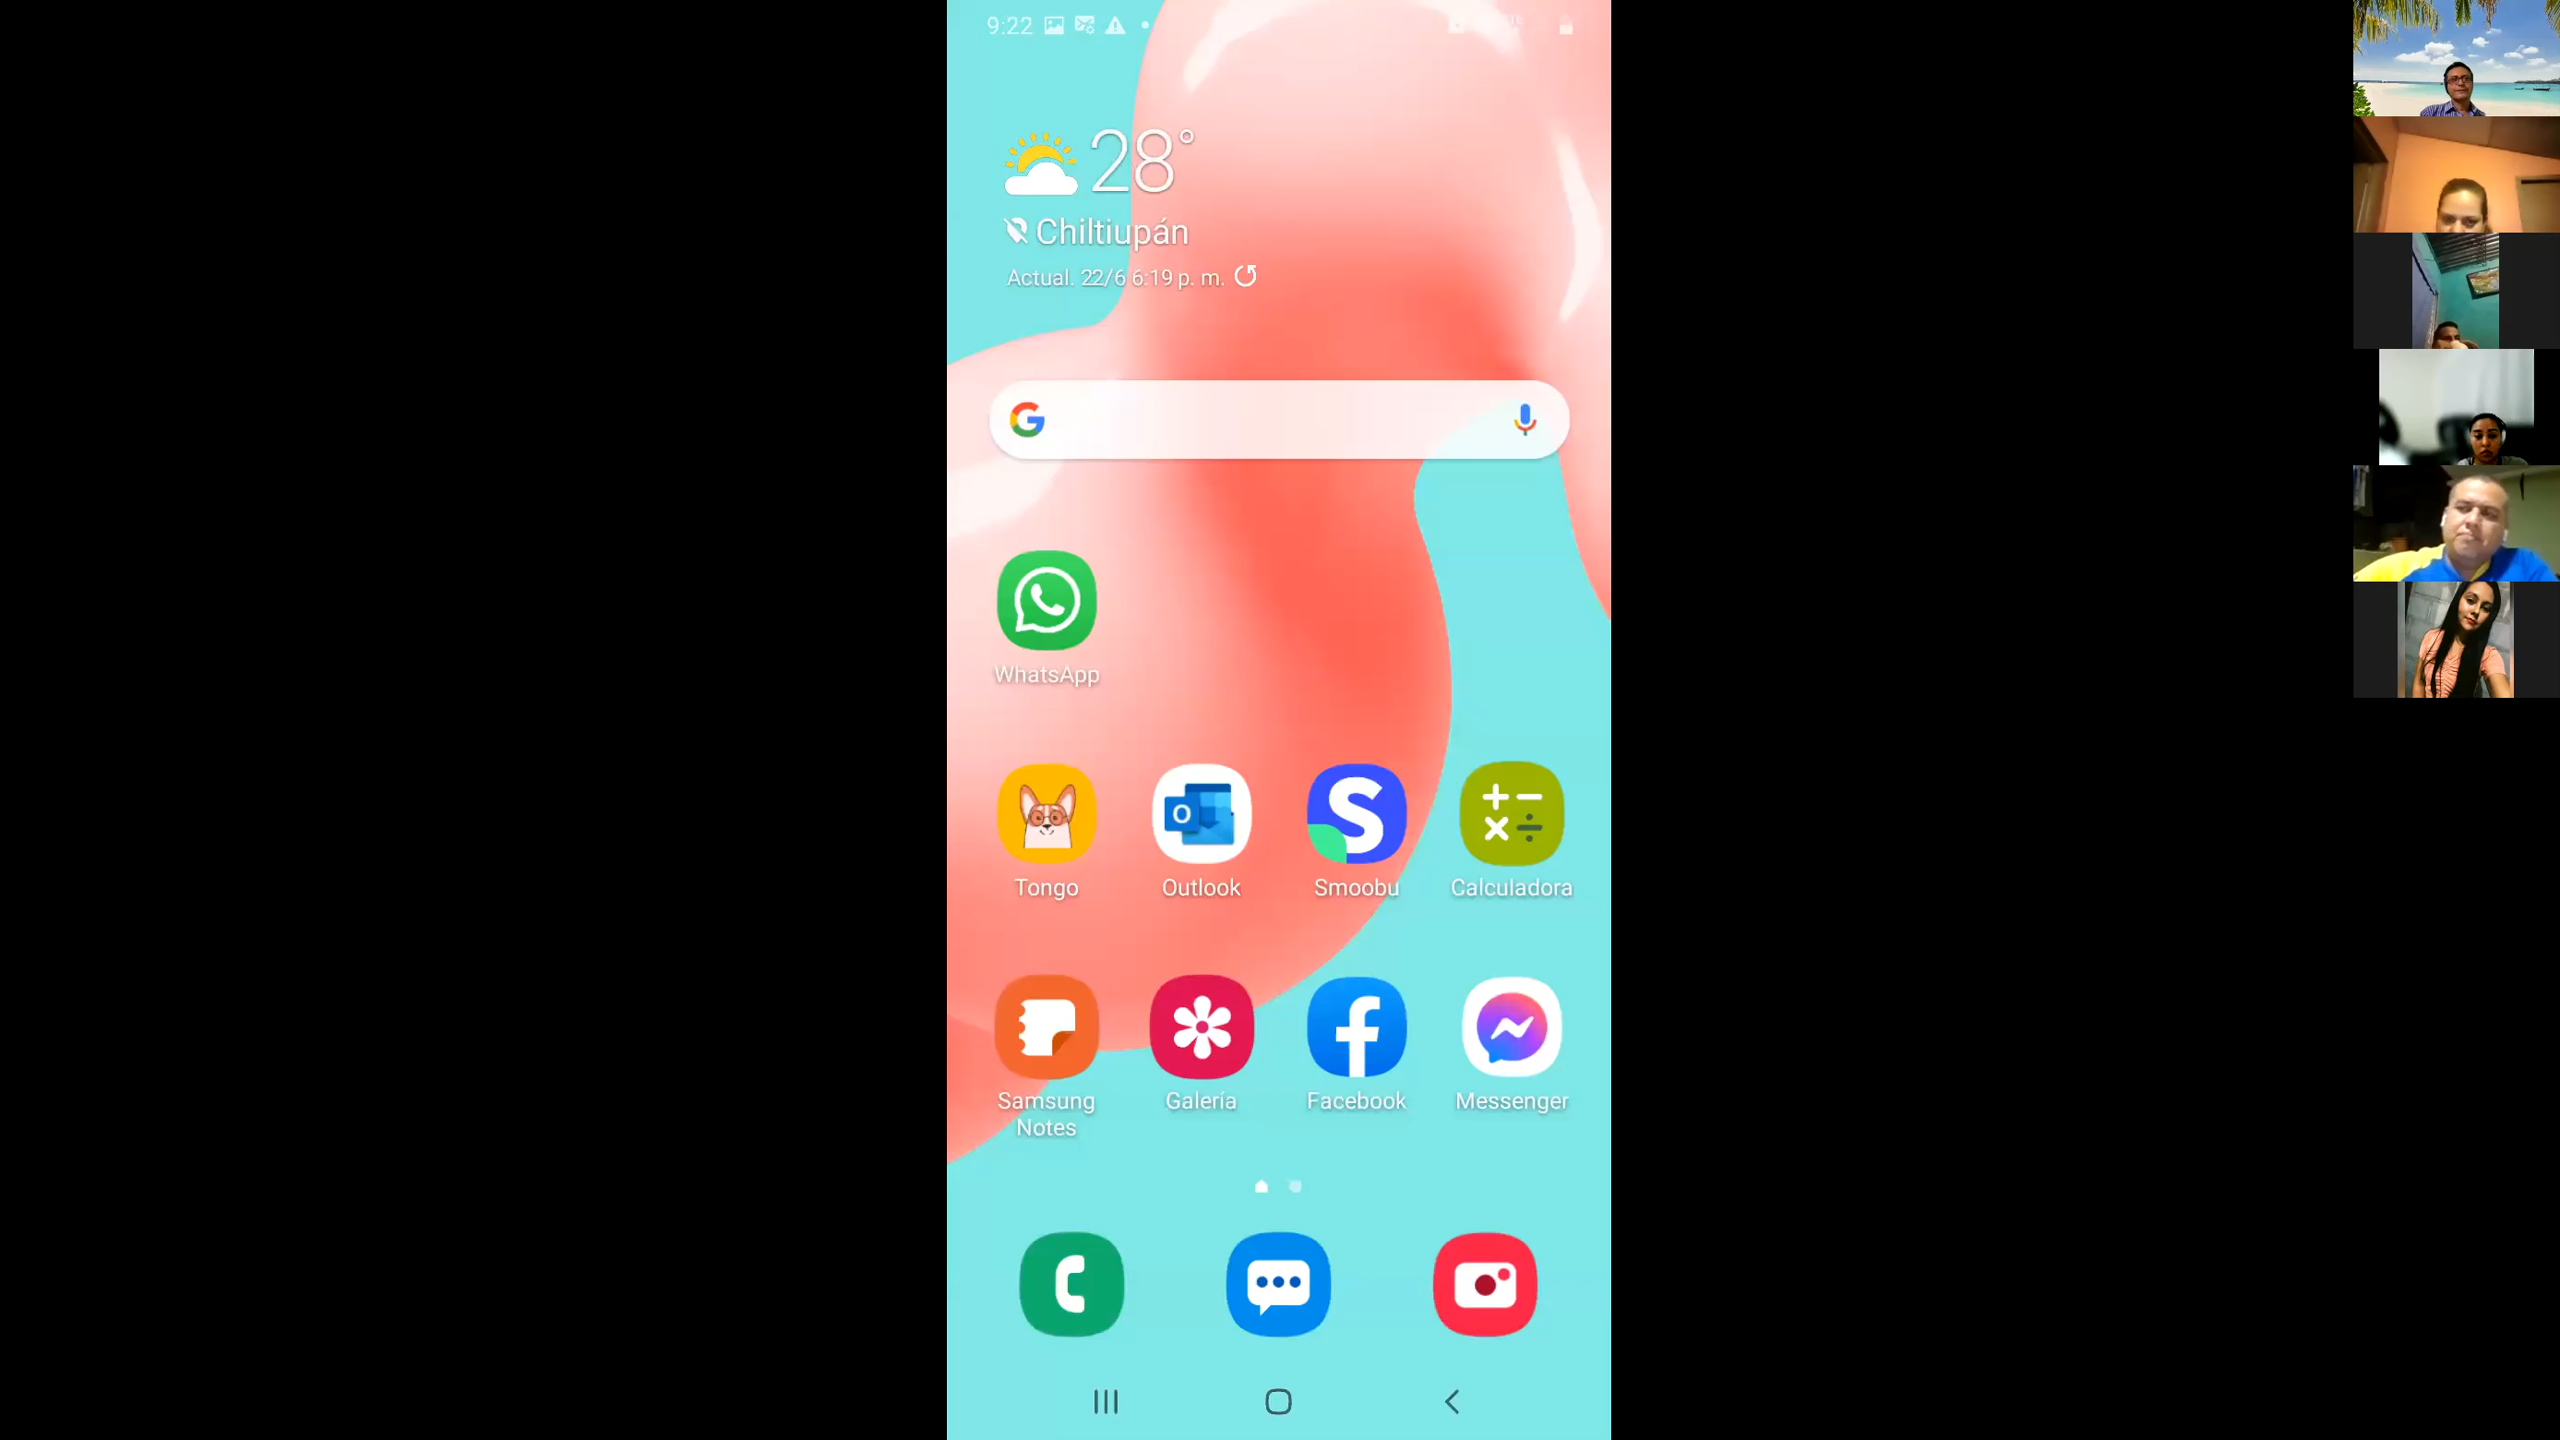 9:22
28°
Chiltiupán
Actual. 22/6 6:19 p. m.
WhatsApp
Tongo
Outlook
Smoobu
Calculadora
Samsung
Notes
Galería
Facebook
Messenger